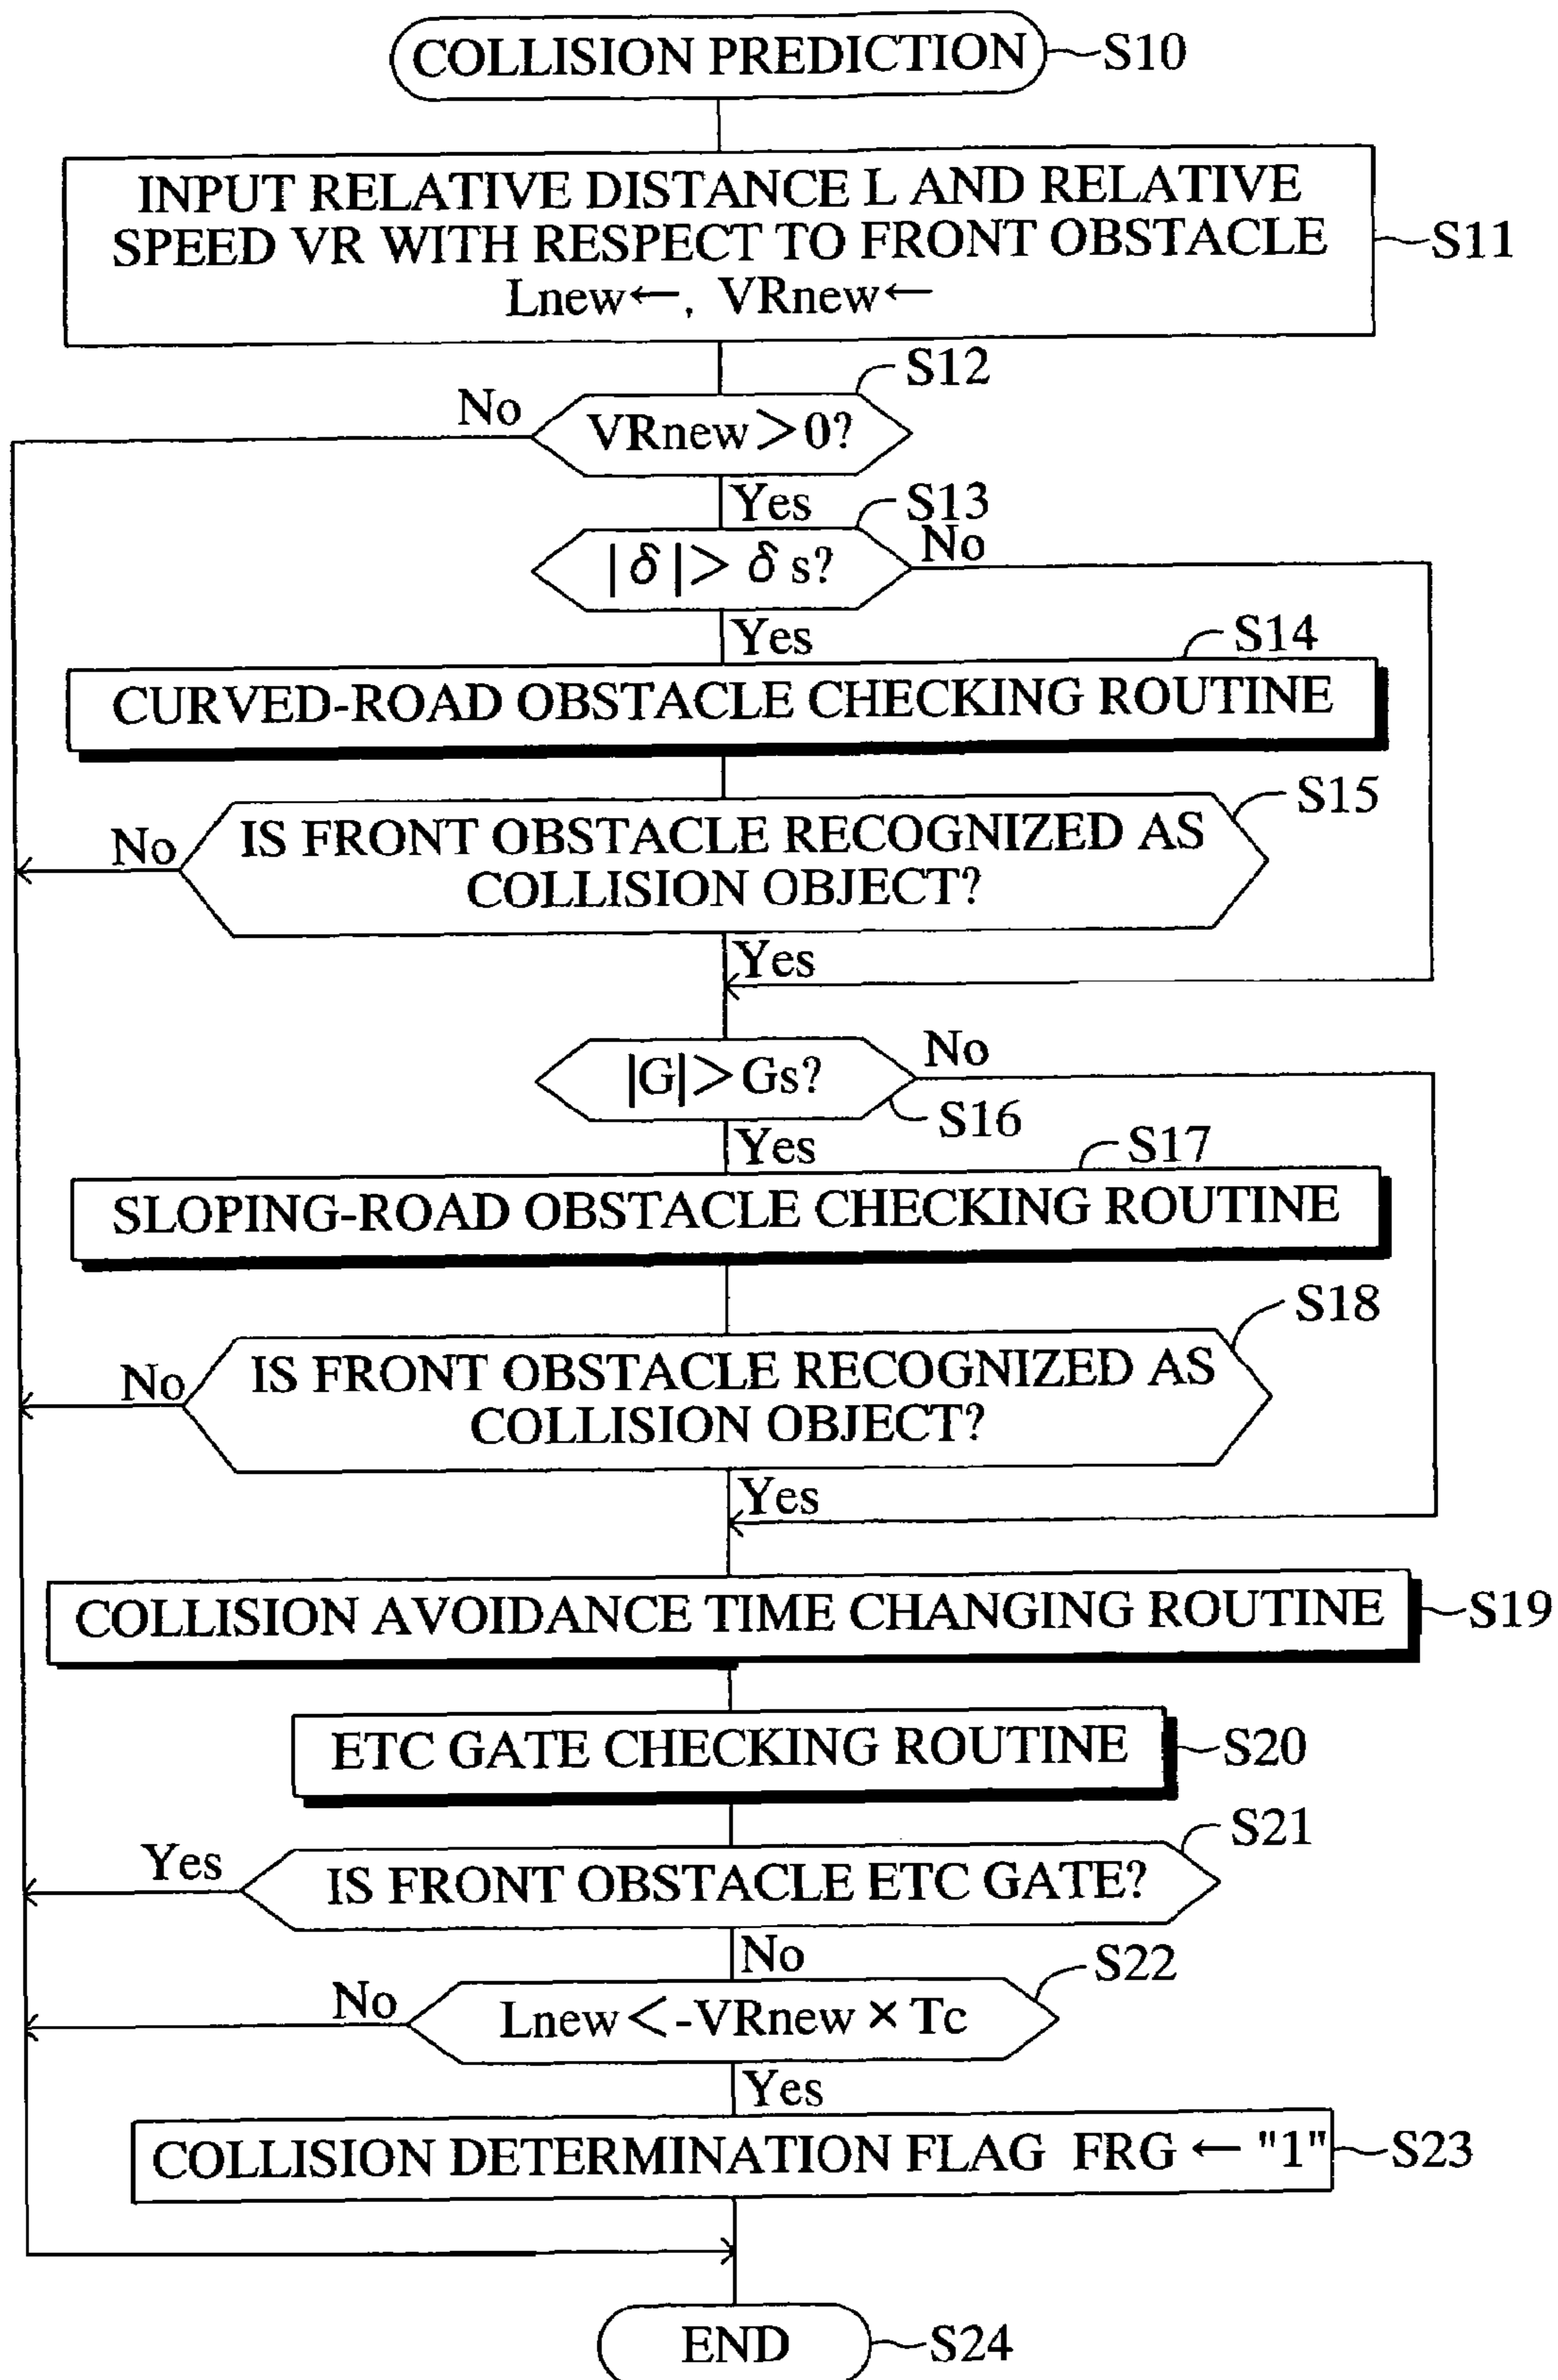 COLLISION PREDICTION
S10
INPUT RELATIVE DISTANCE L AND RELATIVE
SPEED VR WITH RESPECT TO FRONT OBSTACLE
Lnew←, VRnew←
S11
S12
No
VRnew>0?
Yes
S13
No
|δ|>δs?
Yes
S14
CURVED-ROAD OBSTACLE CHECKING ROUTINE
S15
No
IS FRONT OBSTACLE RECOGNIZED AS
COLLISION OBJECT?
Yes
No
|G|>Gs?
S16
Yes
S17
SLOPING-ROAD OBSTACLE CHECKING ROUTINE
S18
No
IS FRONT OBSTACLE RECOGNIZED AS
COLLISION OBJECT?
Yes
COLLISION AVOIDANCE TIME CHANGING ROUTINE
S19
ETC GATE CHECKING ROUTINE
S20
S21
Yes
IS FRONT OBSTACLE ETC GATE?
No
S22
No
Lnew<-VRnew×Tc
Yes
COLLISION DETERMINATION FLAG FRG ← "1"
S23
END
S24